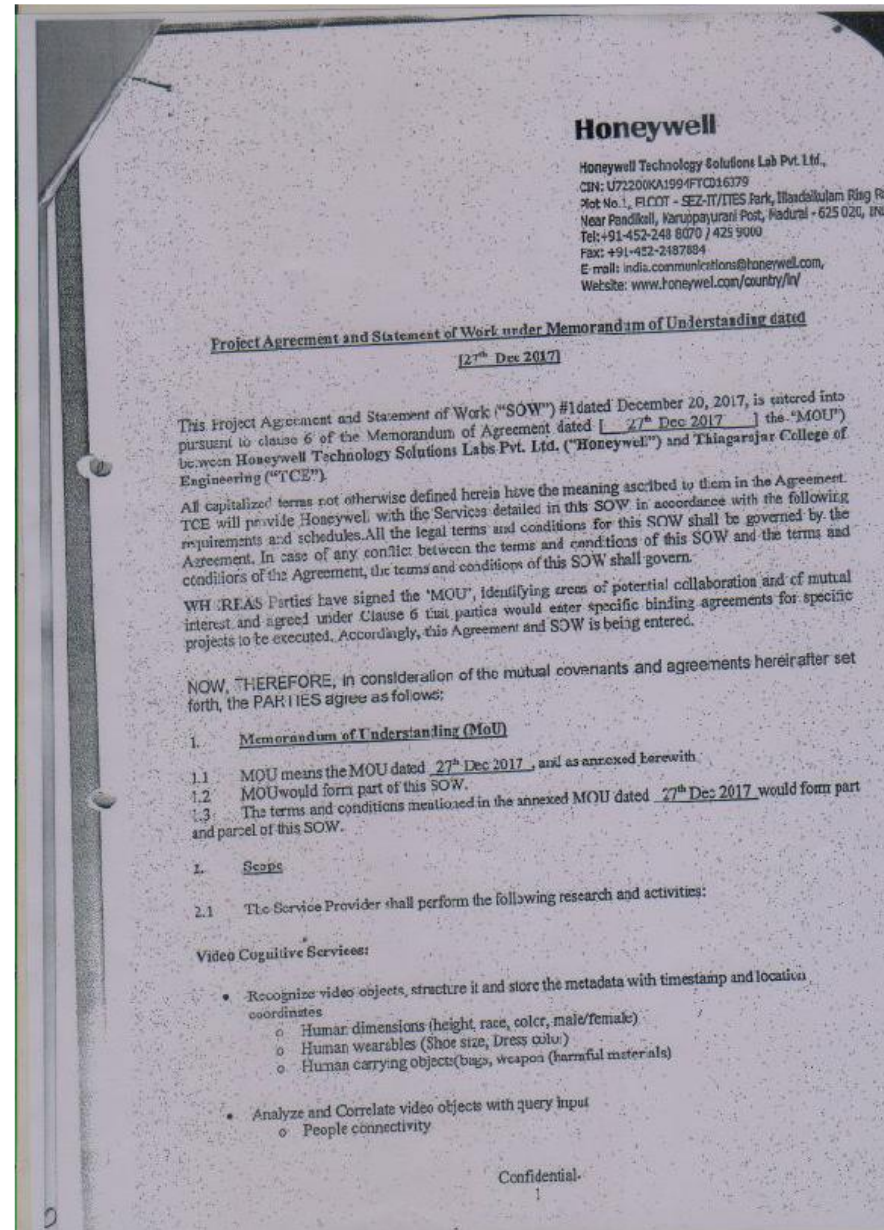 Honeywell
Honeywell Technology Solutions Lab Pvt. Ltd.,
CIN: U72200KA1994FTC016379
Plot No.1, ELCOT - SEZ-IT/ITES Park, Illandaikulam Ring
Near Pandikoil, Karuppayurani Post, Madurai - 625 020,
Tel:+91-452-248 8070 / 425 9000
Fax: +91-452-2487884
E-mail: india.communications@honeywell.com,
Website: www.honeywel.com/country/in/
Project Agreement and Statement of Work under Memorandum of Understanding dated
[27th Dec 2017]
This Project Agreement and Statement of Work ("SOW") #1dated December 20, 2017, is entered into
pursuant to clause 6 of the Memorandum of Agreement dated [ 27th Dec 2017 ] the "MOU")
between Honeywell Technology Solutions Labs Pvt. Ltd. ("Honeywell") and Thiagarajar College of
Engineering ("TCE").
All capitalized terms not otherwise defined herein have the meaning ascribed to them in the Agreement.
TCE will provide Honeywell with the Services detailed in this SOW in accordance with the following
requirements and schedules.All the legal terms and conditions for this SOW shall be governed by the
Agreement. In case of any conflict between the terms and conditions of this SOW and the terms and
conditions of the Agreement, the terms and conditions of this SOW shall govern.
WHEREAS Parties have signed the 'MOU', identifying areas of potential collaboration and of mutual
interest and agreed under Clause 6 that parties would enter specific binding agreements for specific
projects to be executed. Accordingly, this Agreement and SOW is being entered.
NOW, THEREFORE, in consideration of the mutual covenants and agreements hereinafter set
forth, the PARTIES agree as follows:
1. Memorandum of Understanding (MoU)
1.1 MOU means the MOU dated 27th Dec 2017 , and as annexed herewith
1.2 MOUwould form part of this SOW.
1.3 The terms and conditions mentioned in the annexed MOU dated 27th Dec 2017 would form part
and parcel of this SOW.
2. Scope
2.1 The Service Provider shall perform the following research and activities:
Video Cognitive Services:
• Recognize video objects, structure it and store the metadata with timestamp and location
coordinates
o Human dimensions (height, race, color, male/female)
o Human wearables (Shoe size, Dress color)
o Human carrying objects(bags, weapon (harmful materials)
• Analyze and Correlate video objects with query input
o People connectivity
Confidential
1